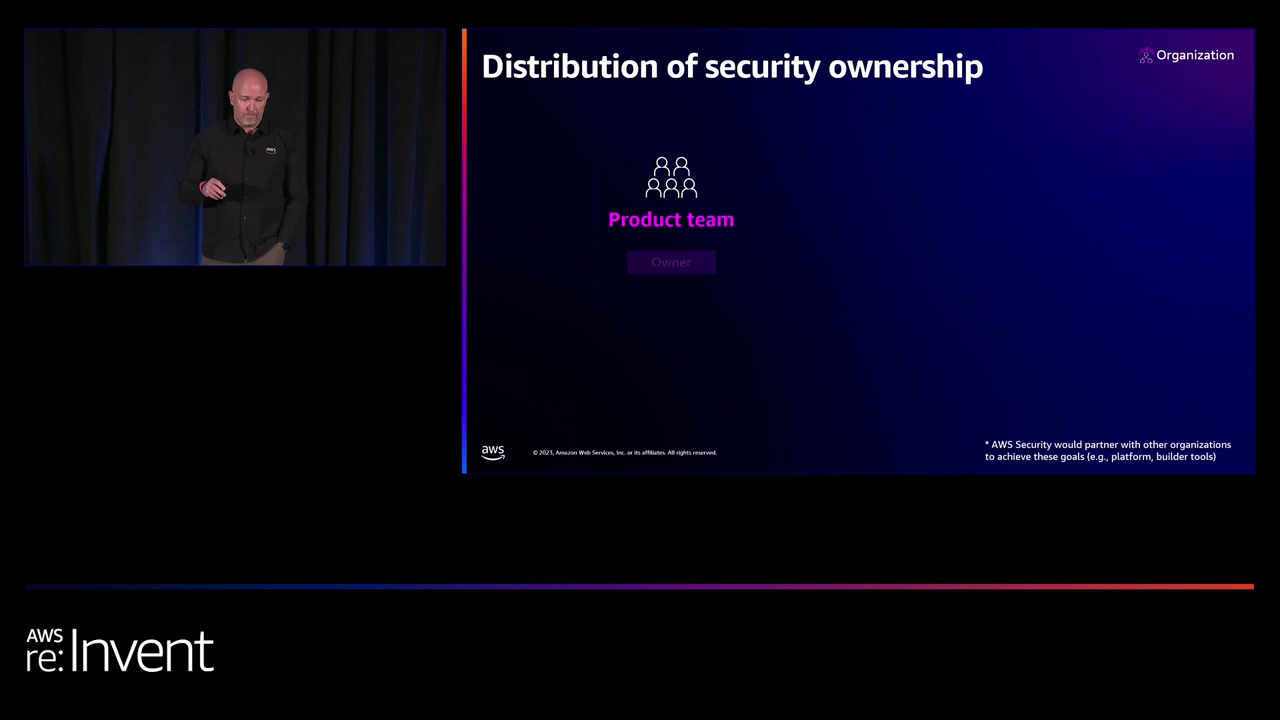 Distribution of security ownership
Organization
Product team
Owner
* AWS Security would partner with other organizations
to achieve these goals (e.g., platform, builder tools)
aws
© 2023, Amazon Web Services, Inc. or its affiliates. All rights reserved.
aws
AWS
re:Invent